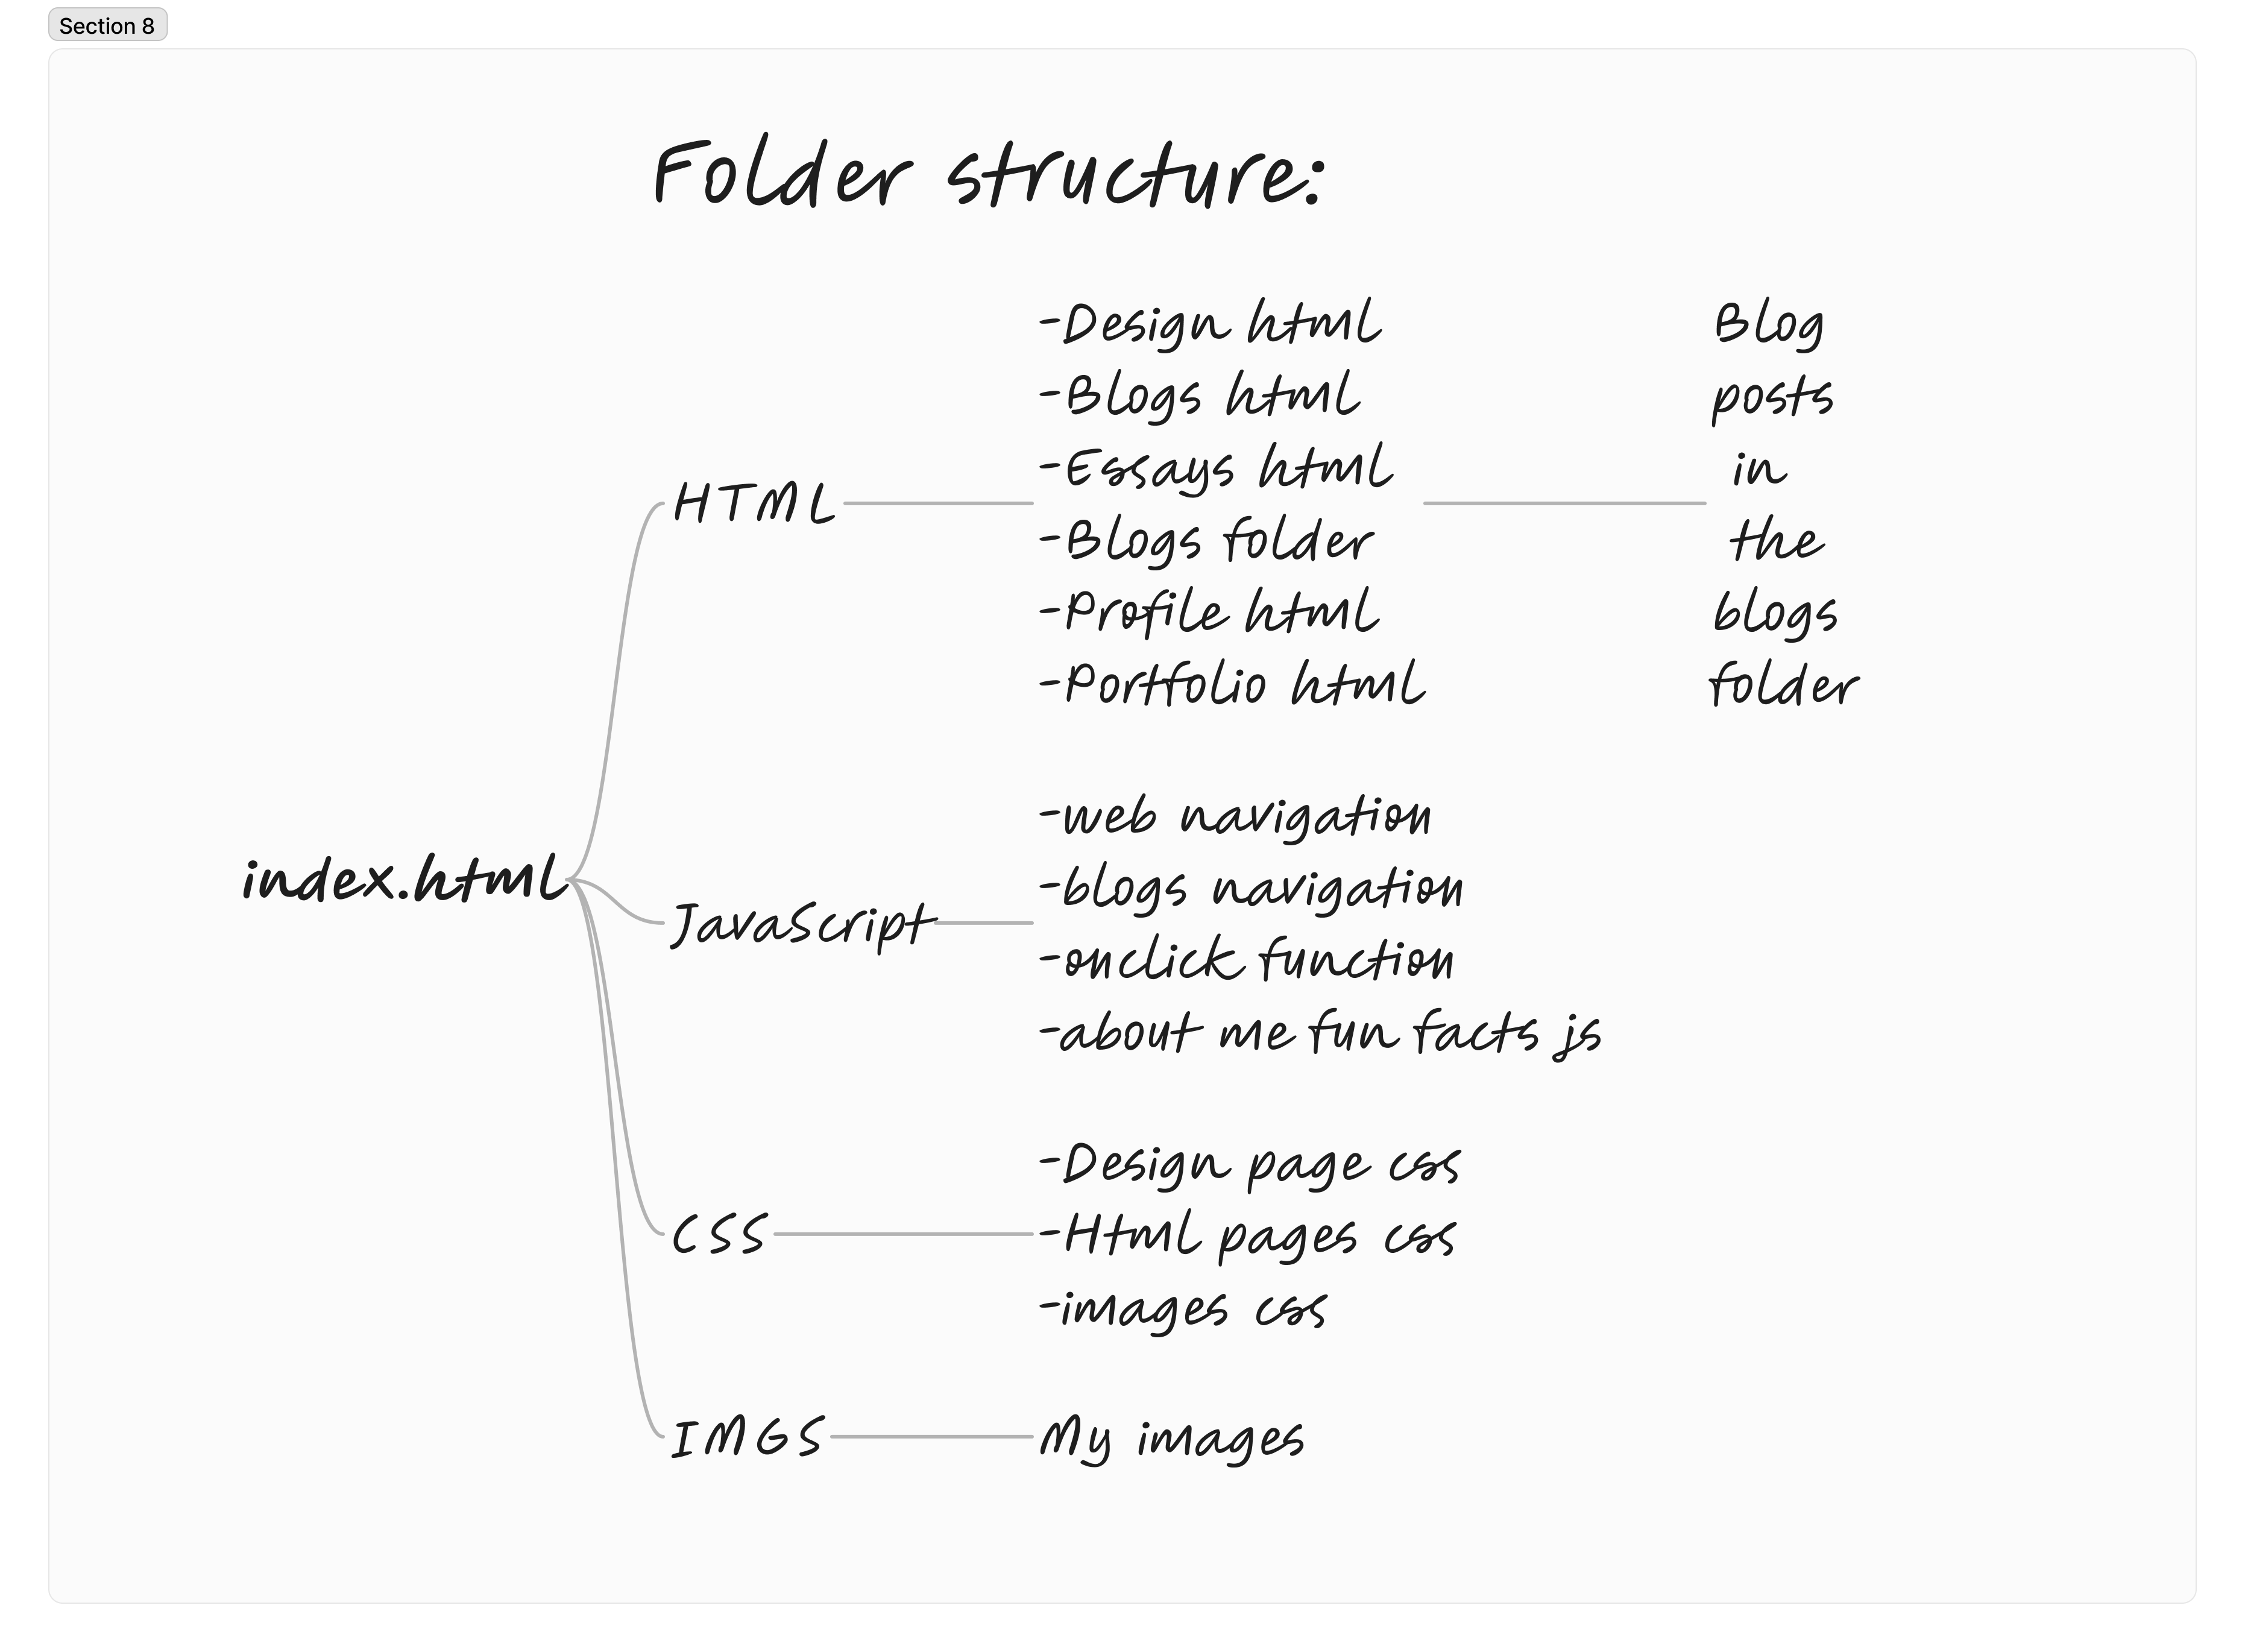 Section 8
Folder structure:
index.html
HTML
-Design html
-Blogs html
-Essays html
-Blogs folder
-Profile html
-Portfolio html
Blog
posts
in
the
blogs
folder
JavaScript
-web navigation
-blogs navigation
-onclick function
-about me fun facts js
CSS
-Design page css
-Html pages css
-images css
IMGS
My images